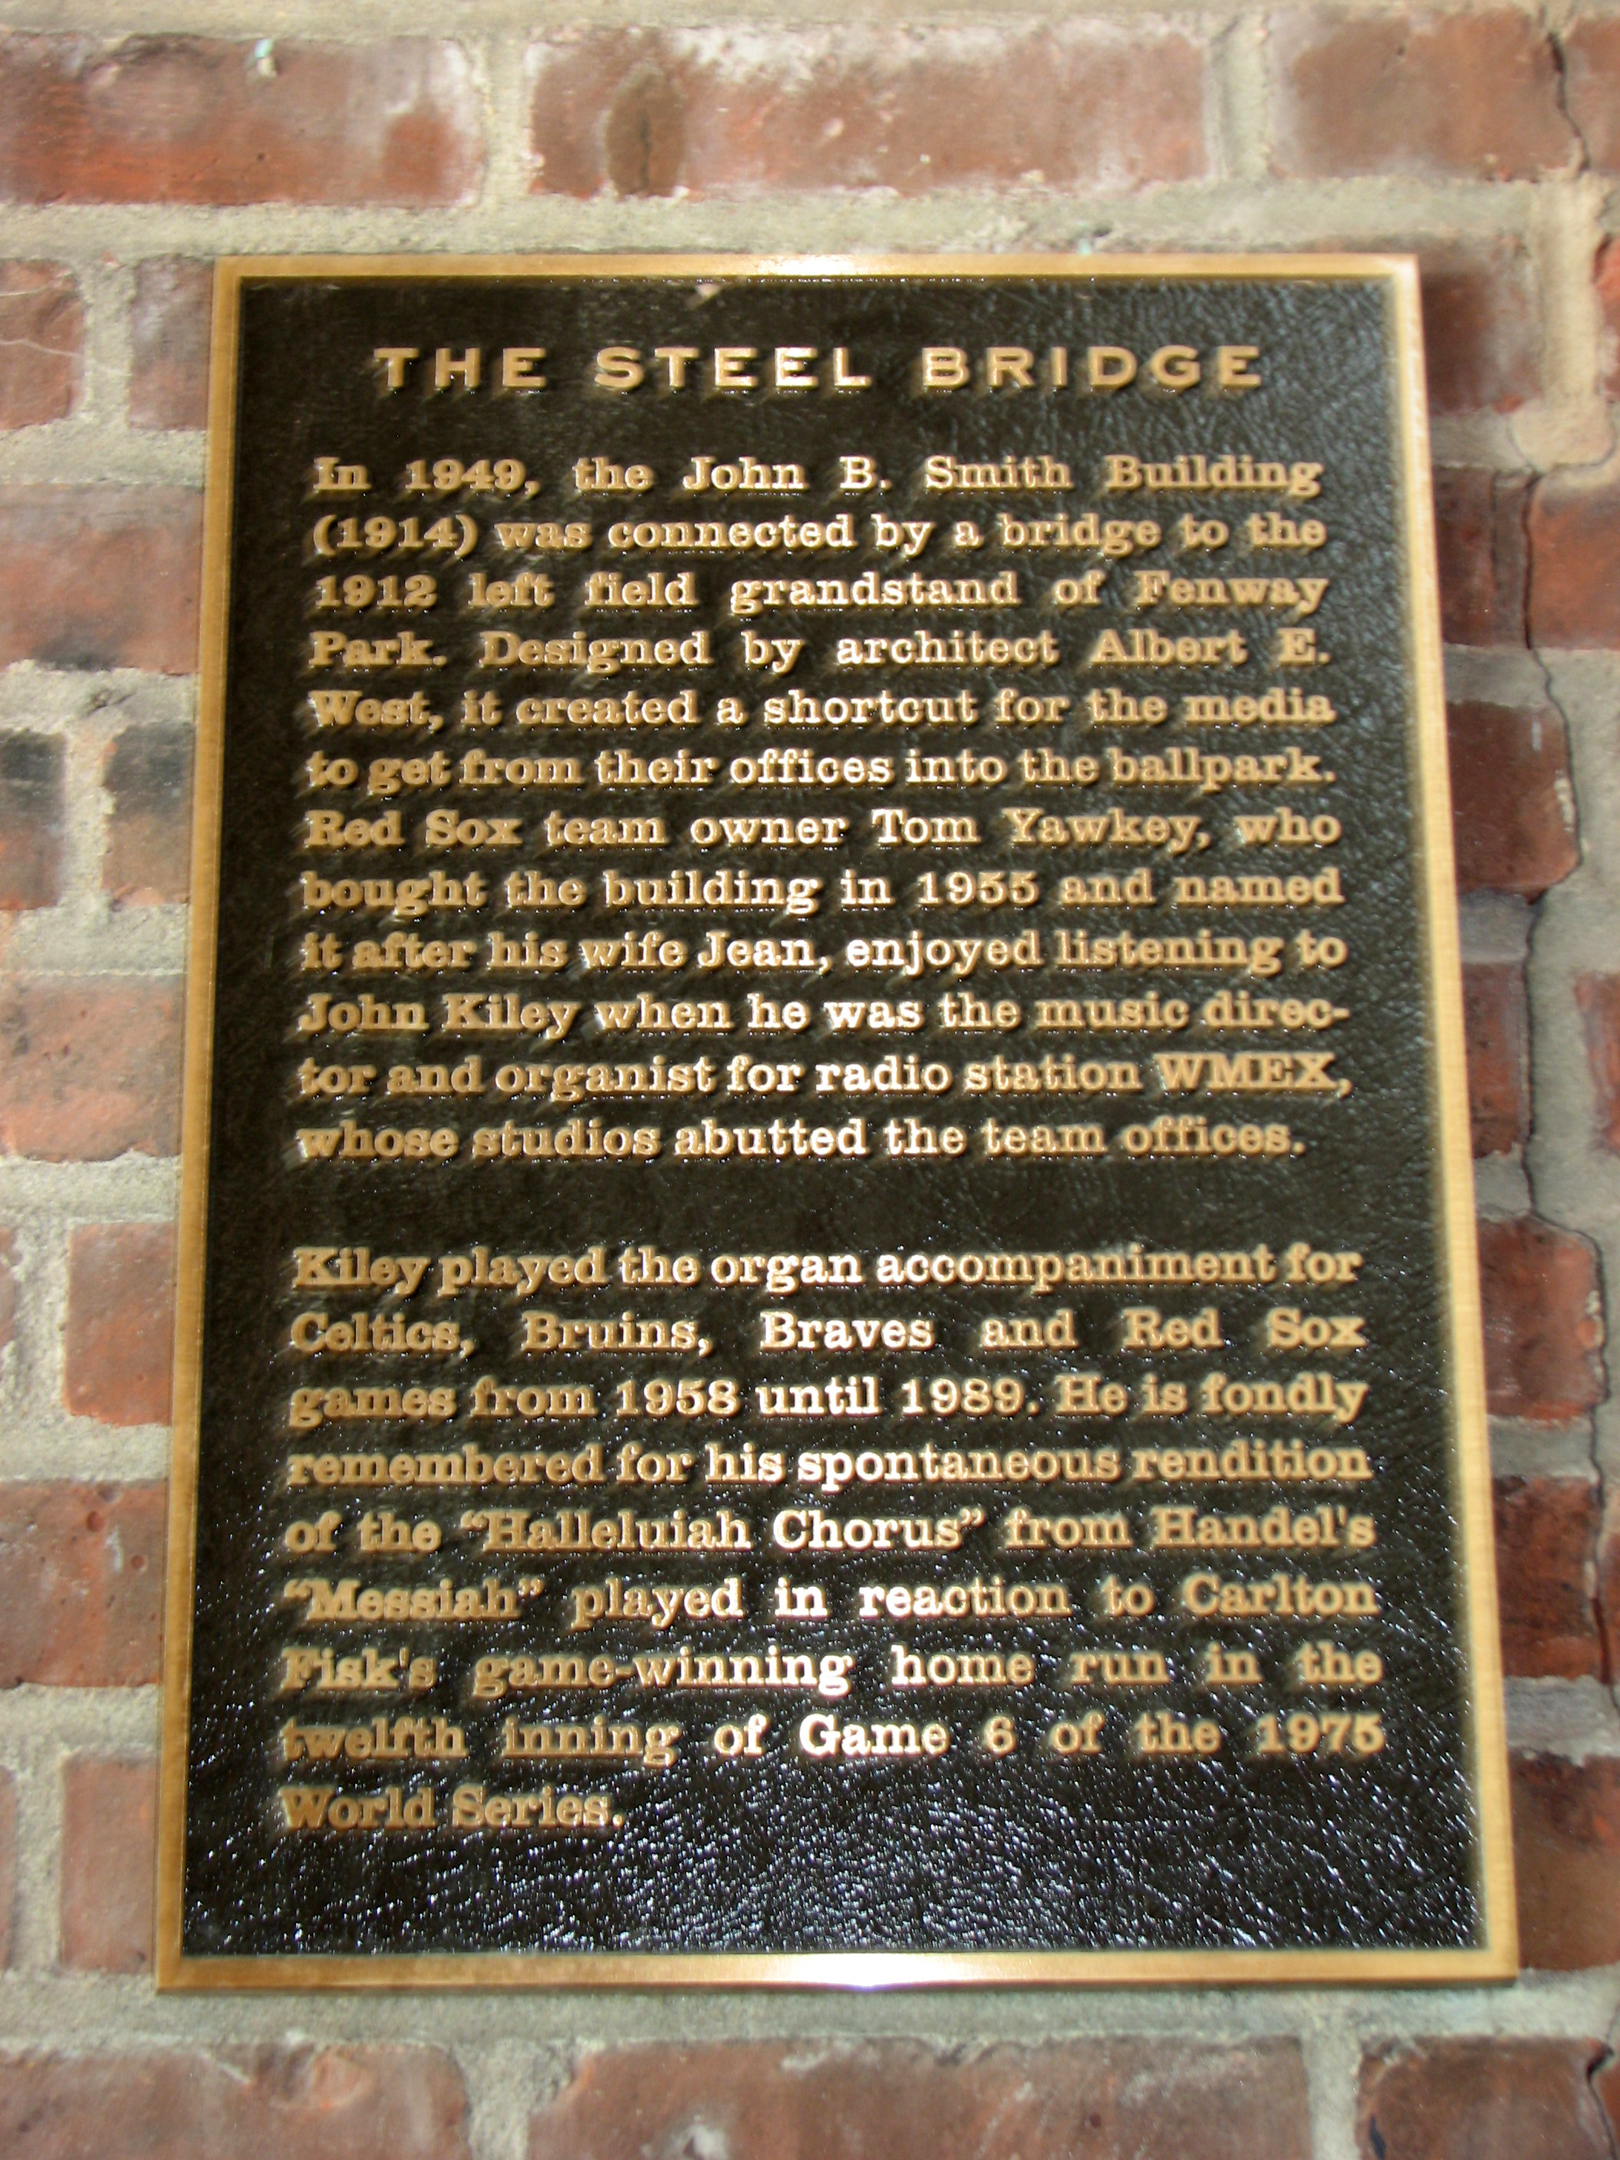 THE STEEL BRIDGE
In 1949, the John B. Smith Building
(1914) was connected by a bridge to the
1912 left field grandstand of Fenway
Park. Designed by architect Albert E.
West, it created a shortcut for the media
to get from their offices into the ballpark.
Red Sox team owner Tom Yawkey, who
bought the building in 1955 and named
it after his wife Jean, enjoyed listening to
John Kiley when he was the music direc-
tor and organist for radio station WMEX,
whose studios abutted the team offices.
Kiley played the organ accompaniment for
Celtics, Bruins, Braves and Red Sox
games from 1958 until 1989. He is fondly
remembered for his spontaneous rendition
of the “Halleluiah Chorus” from Handel's
“Messiah” played in reaction to Carlton
Fisk's game-winning home run in the
twelfth inning of Game 6 of the 1975
World Series.